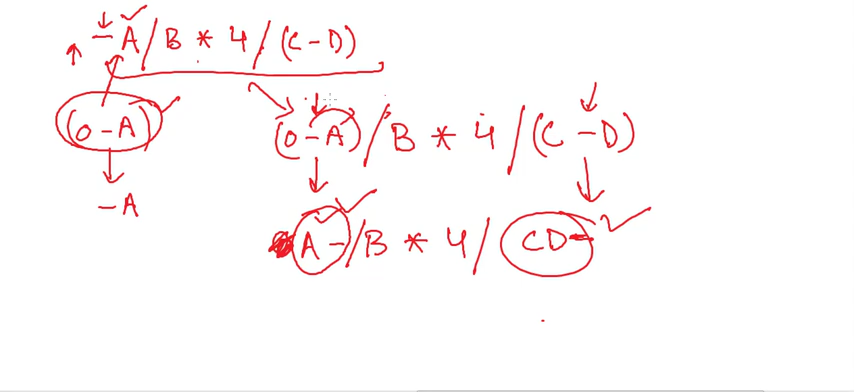 -A/B * 4/(C-D)
(0-A) (0-A)/B * 4/(C-D)
-A
A-/B * 4/ CD-